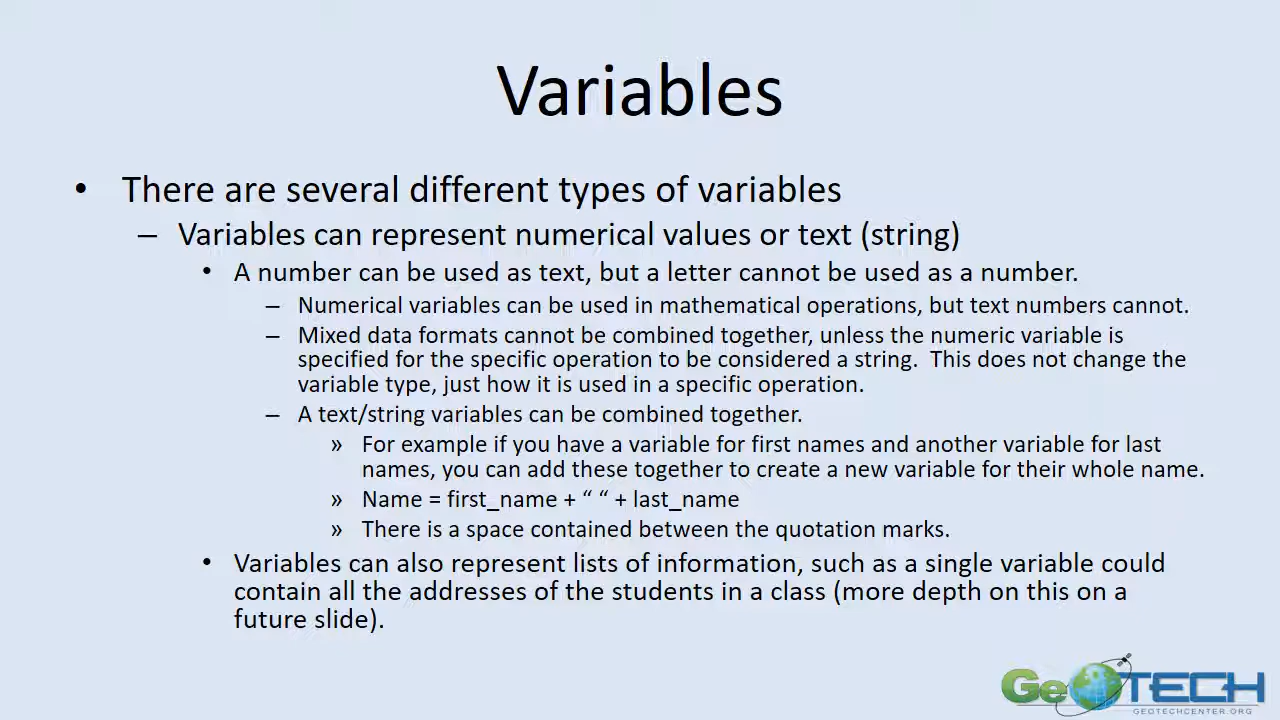 Variables
• There are several different types of variables
– Variables can represent numerical values or text (string)
• A number can be used as text, but a letter cannot be used as a number.
– Numerical variables can be used in mathematical operations, but text numbers cannot.
– Mixed data formats cannot be combined together, unless the numeric variable is
specified for the specific operation to be considered a string.  This does not change the
variable type, just how it is used in a specific operation.
– A text/string variables can be combined together.
» For example if you have a variable for first names and another variable for last
names, you can add these together to create a new variable for their whole name.
» Name = first_name + “ “ + last_name
» There is a space contained between the quotation marks.
• Variables can also represent lists of information, such as a single variable could
contain all the addresses of the students in a class (more depth on this on a
future slide).
GeoTECH
GEOTECHCENTER.ORG